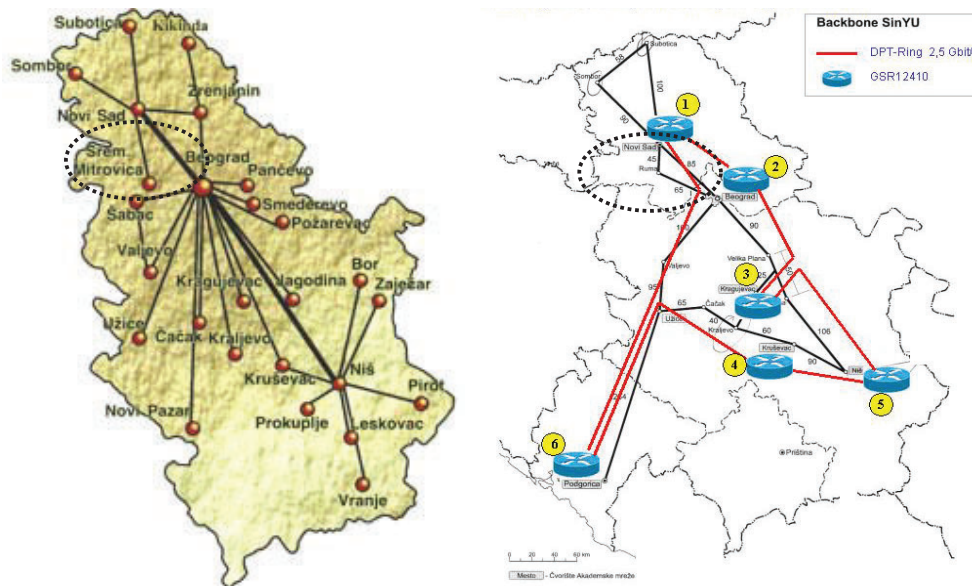 Subotica
Kikinda
Sombor
Zrenjanin
Novi Sad
Srem.
Mitrovica
Beograd
Pančevo
Smederevo
Požarevac
Šabac
Valjevo
Kragujevac
Jagodina
Bor
Zaječar
Užice
Čačak
Kraljevo
Kruševac
Niš
Pirot
Novi Pazar
Prokuplje
Leskovac
Vranje
Backbone SinYU
DPT-Ring 2,5 Gbit/
GSR12410
Subotica
Sombor
100
90
1
Novi Sad
45
85
Ruma
2
65
Beograd
90
Velika Plana
Valjevo
3
25
Kragujevac
95
65
Čačak
Užice
40
Kraljevo
60
106
Kruševac
90
Niš
4
5
6
Priština
Podgorica
0 20 40 60 km
Mesto - Čvorište Akademske mreže